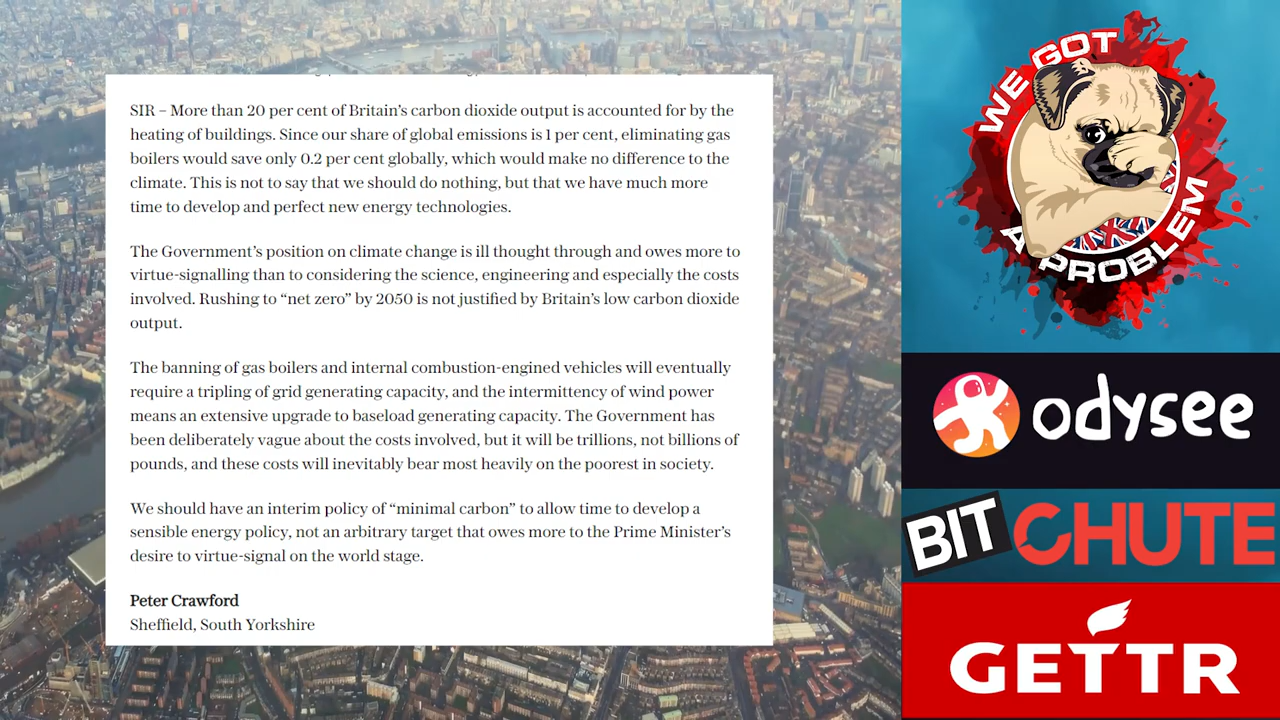 SIR – More than 20 per cent of Britain’s carbon dioxide output is accounted for by the
heating of buildings. Since our share of global emissions is 1 per cent, eliminating gas
boilers would save only 0.2 per cent globally, which would make no difference to the
climate. This is not to say that we should do nothing, but that we have much more
time to develop and perfect new energy technologies.
The Government’s position on climate change is ill thought through and owes more to
virtue-signalling than to considering the science, engineering and especially the costs
involved. Rushing to “net zero” by 2050 is not justified by Britain’s low carbon dioxide
output.
The banning of gas boilers and internal combustion-engined vehicles will eventually
require a tripling of grid generating capacity, and the intermittency of wind power
means an extensive upgrade to baseload generating capacity. The Government has
been deliberately vague about the costs involved, but it will be trillions, not billions of
pounds, and these costs will inevitably bear most heavily on the poorest in society.
We should have an interim policy of “minimal carbon” to allow time to develop a
sensible energy policy, not an arbitrary target that owes more to the Prime Minister’s
desire to virtue-signal on the world stage.
Peter Crawford
Sheffield, South Yorkshire
WE GOT
A PROBLEM
odysee
BITCHUTE
GETTR